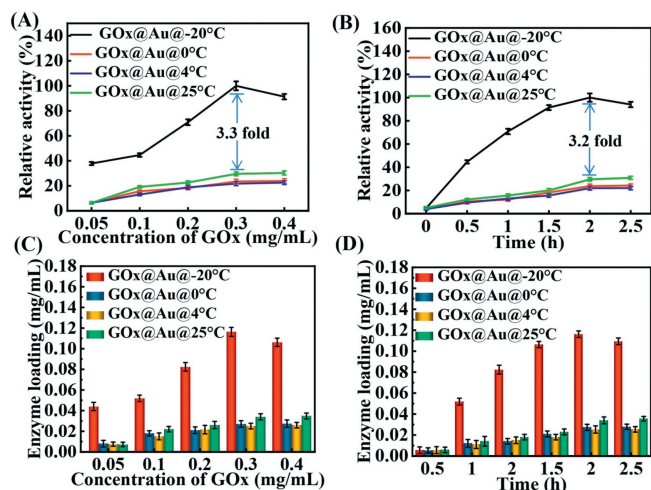 (A)
GOx@Au@-20°C
GOx@Au@0°C
GOx@Au@4°C
GOx@Au@25°C
3.3 fold
Relative activity (%)
140
120
100
80
60
40
20
0
0.05 0.1 0.2 0.3 0.4
Concentration of GOx (mg/mL)
(B)
GOx@Au@-20°C
GOx@Au@0°C
GOx@Au@4°C
GOx@Au@25°C
3.2 fold
Relative activity (%)
160
140
120
100
80
60
40
20
0
0 0.5 1 1.5 2 2.5
Time (h)
(C)
GOx@Au@-20°C
GOx@Au@0°C
GOx@Au@4°C
GOx@Au@25°C
Enzyme loading (mg/mL)
0.18
0.16
0.14
0.12
0.10
0.08
0.06
0.04
0.02
0.00
0.05 0.1 0.2 0.3 0.4
Concentration of GOx (mg/mL)
(D)
GOx@Au@-20°C
GOx@Au@0°C
GOx@Au@4°C
GOx@Au@25°C
Enzyme loading (mg/mL)
0.18
0.16
0.14
0.12
0.10
0.08
0.06
0.04
0.02
0.00
0.5 1 2 1.5 2 2.5
Time (h)